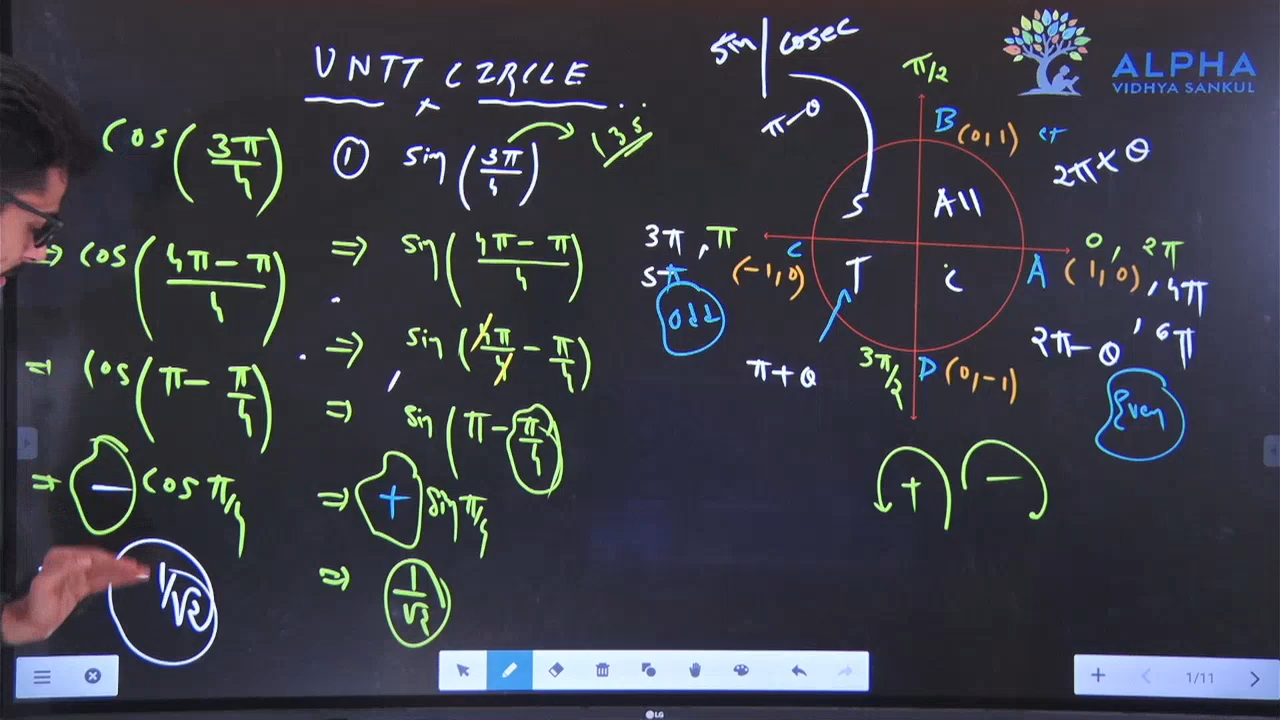 UNIT CIRCLE
cos(3π/4)
⇒ cos((4π-π)/4)
⇒ cos(π-π/4)
⇒ - cos π/4
1/√2
① sin(3π/4)
135
⇒ sin((4π-π)/4)
⇒ sin(4π/4-π/4)
⇒ sin(π-π/4)
⇒ + sin π/4
⇒ 1/√2
sin | cosec
π-θ
π/2
B (0,1)
2π+θ
S
All
3π, π
5π
Odd
C (-1,0)
T
C
0, 2π
A (1,0), 4π
, 6π
2π-θ
Even
π+θ
3π/2
D (0,-1)
+
-
ALPHA
VIDHYA SANKUL
1/11
LG